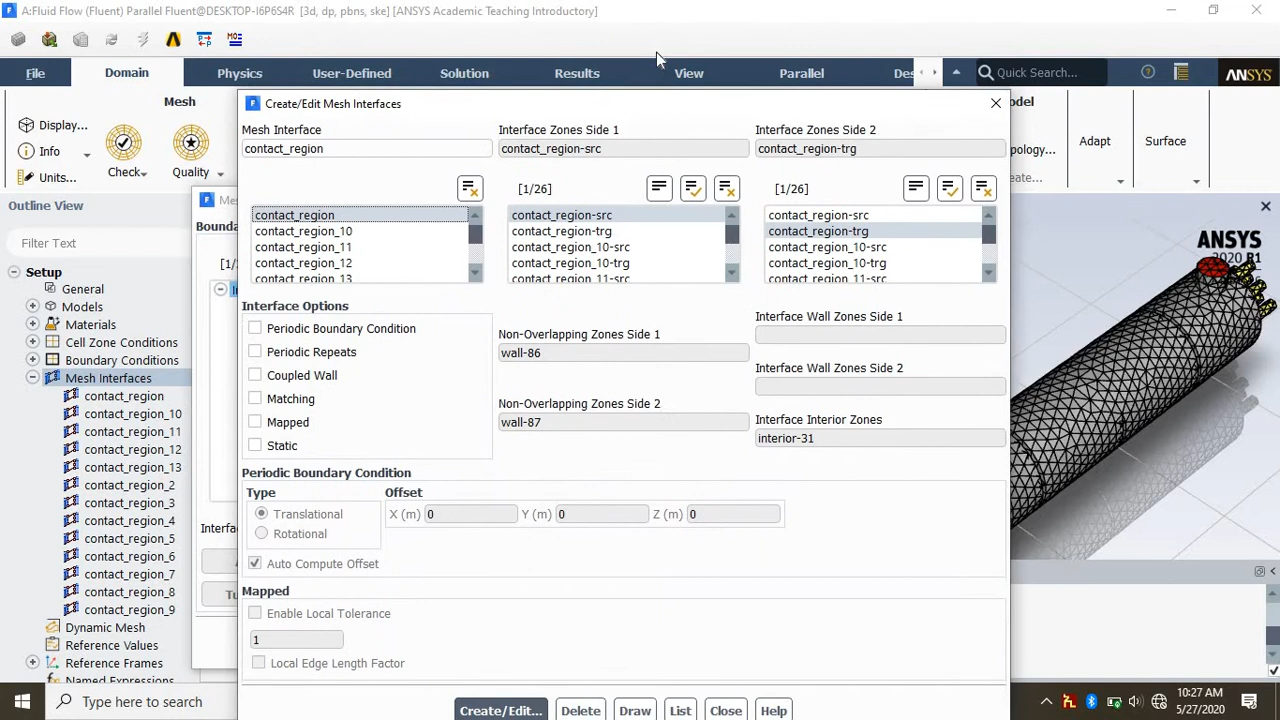 A:Fluid Flow (Fluent) Parallel Fluent@DESKTOP-I6P6S4R [3d, dp, pbns, ske] [ANSYS Academic Teaching Introductory]
File Domain Physics User-Defined Solution Results View Parallel Quick Search... ANSYS
Mesh
Display...
Info
Units...
Check
Quality
Adapt
Surface
Create/Edit Mesh Interfaces
Mesh Interface
contact_region
Interface Zones Side 1
contact_region-src
Interface Zones Side 2
contact_region-trg
[1/26]
[1/26]
contact_region
contact_region_10
contact_region_11
contact_region_12
contact_region_13
contact_region-src
contact_region-trg
contact_region_10-src
contact_region_10-trg
contact_region_11-src
contact_region-src
contact_region-trg
contact_region_10-src
contact_region_10-trg
contact_region_11-src
Interface Options
Periodic Boundary Condition
Periodic Repeats
Coupled Wall
Matching
Mapped
Static
Non-Overlapping Zones Side 1
wall-86
Non-Overlapping Zones Side 2
wall-87
Interface Wall Zones Side 1
Interface Wall Zones Side 2
Interface Interior Zones
interior-31
Periodic Boundary Condition
Type
Translational
Rotational
Offset
X (m) 0 Y (m) 0 Z (m) 0
Auto Compute Offset
Mapped
Enable Local Tolerance
1
Local Edge Length Factor
Create/Edit... Delete Draw List Close Help
Outline View
Filter Text
Setup
General
Models
Materials
Cell Zone Conditions
Boundary Conditions
Mesh Interfaces
contact_region
contact_region_10
contact_region_11
contact_region_12
contact_region_13
contact_region_2
contact_region_3
contact_region_4
contact_region_5
contact_region_6
contact_region_7
contact_region_8
contact_region_9
Dynamic Mesh
Reference Values
Reference Frames
Named Expressions
ANSYS
2020 R1
Type here to search
10:27 AM
5/27/2020